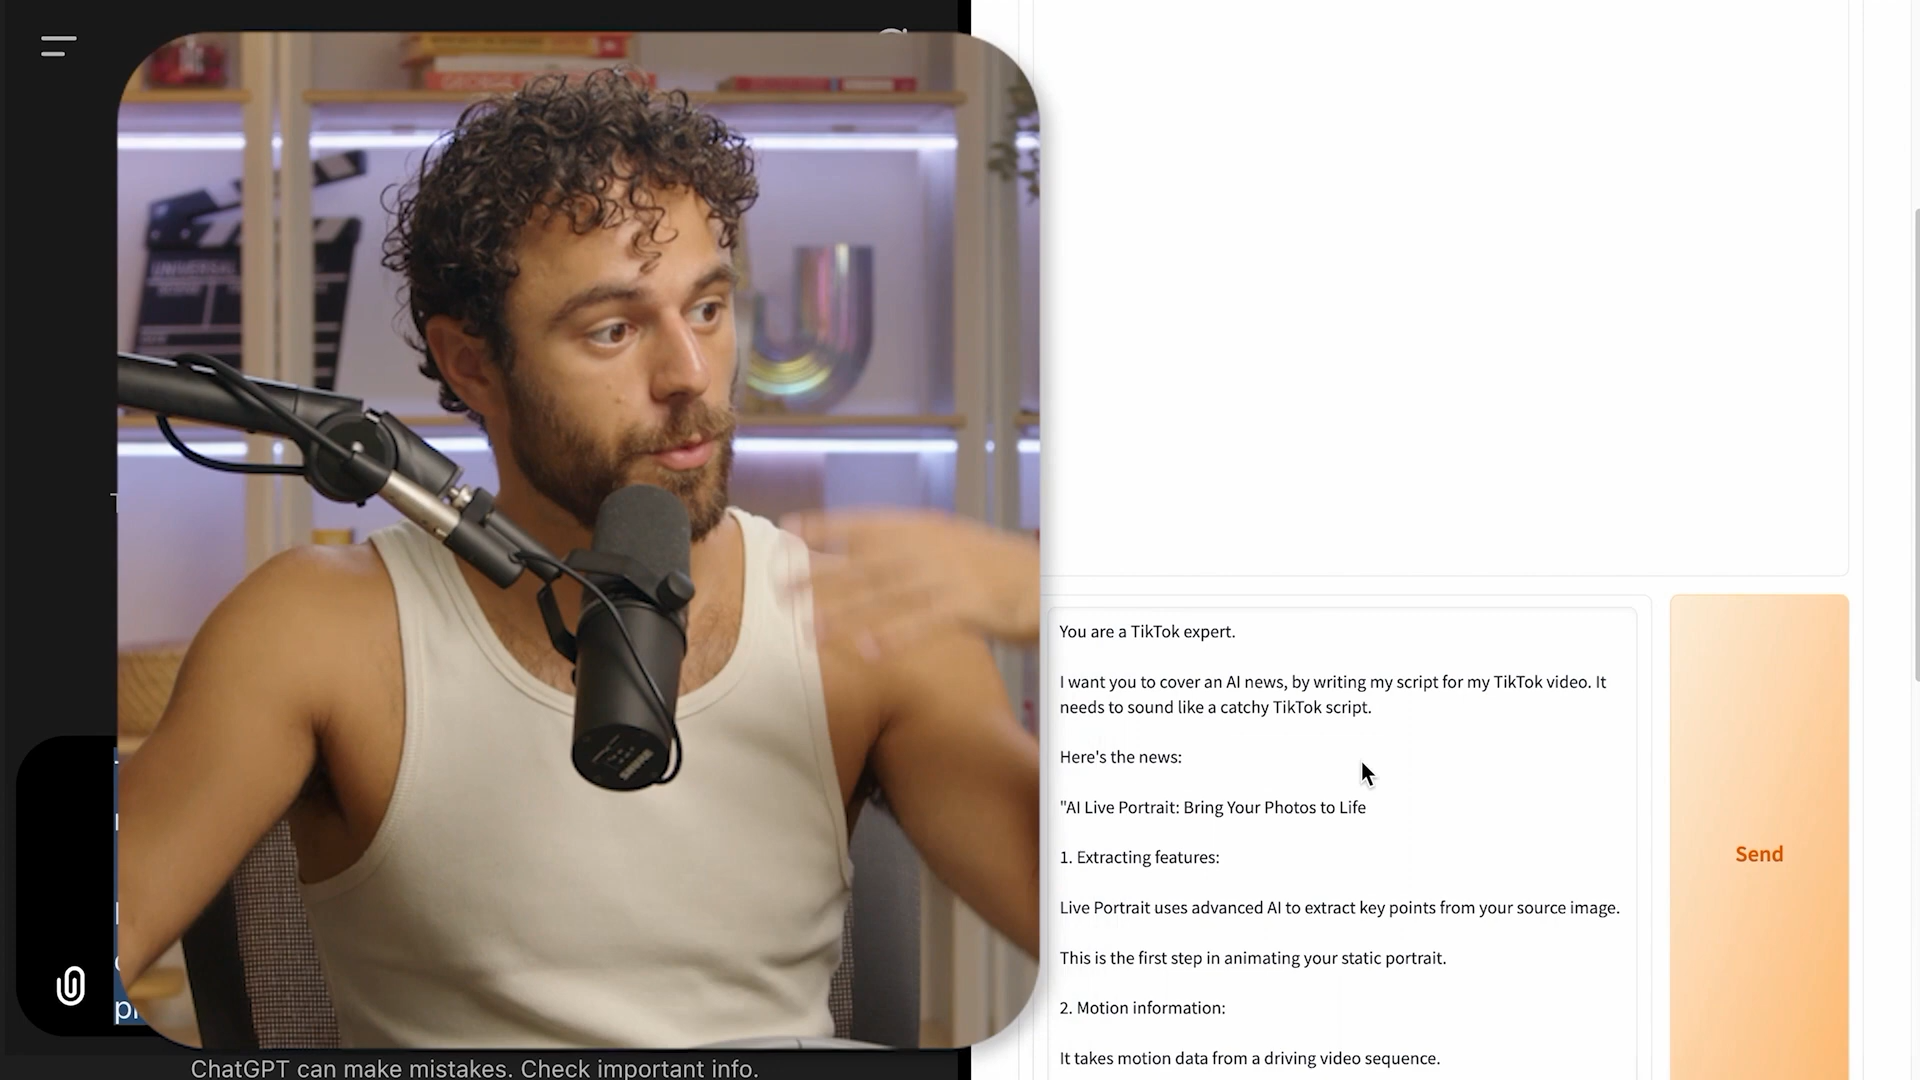 GEORGE
UNIVERSAL
You are a TikTok expert.
I want you to cover an AI news, by writing my script for my TikTok video. It
needs to sound like a catchy TikTok script.
Here's the news:
"AI Live Portrait: Bring Your Photos to Life
1. Extracting features:
Live Portrait uses advanced AI to extract key points from your source image.
This is the first step in animating your static portrait.
2. Motion information:
It takes motion data from a driving video sequence.
Send
SHURE
ChatGPT can make mistakes. Check important info.